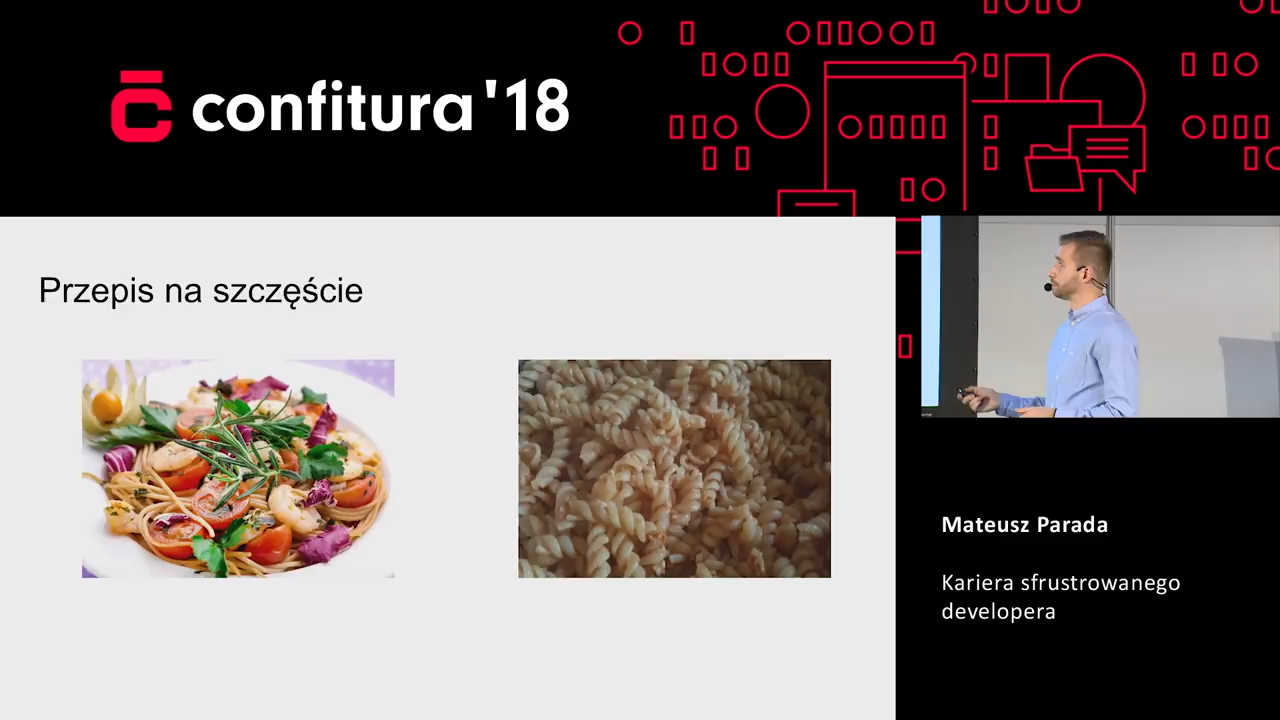 confitura '18
Przepis na szczęście
Mateusz Parada
Kariera sfrustrowanego
developera